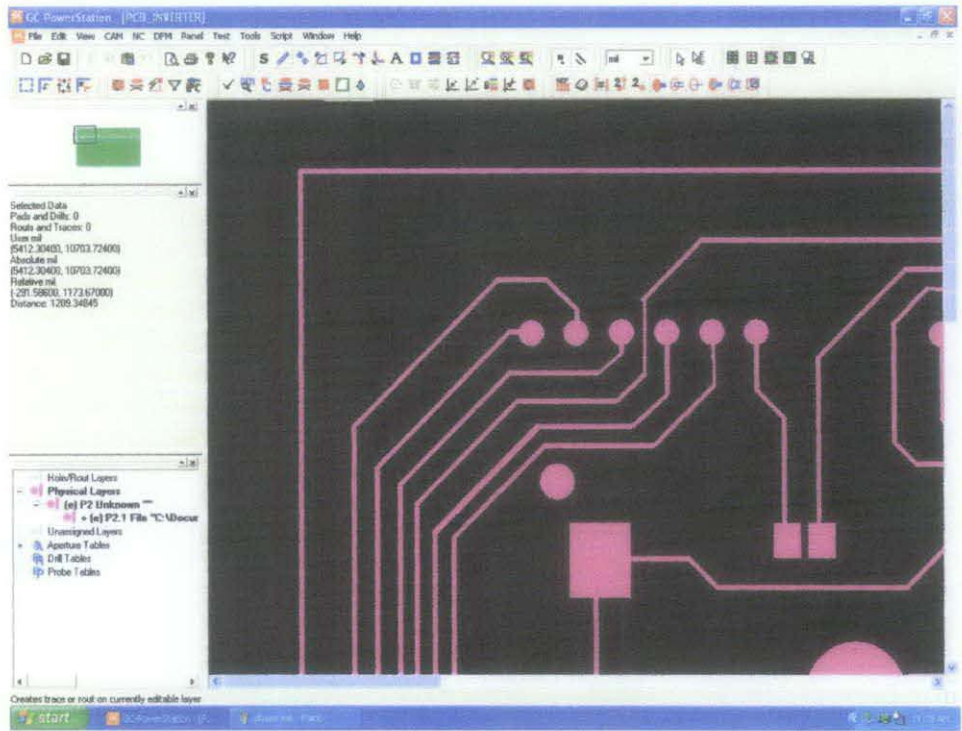 GC PowerStation - [PCB_INVERTER]
File Edit View CAM NC DFM Panel Test Tools Script Window Help
mil
Selected Data
Pads and Drills: 0
Routs and Traces: 0
User mil
(5412.30400, 10703.72400)
Absolute mil
(5412.30400, 10703.72400)
Relative mil
(-291.58600, 1173.67000)
Distance: 1209.34845
Hole/Rout Layers
Physical Layers
(e) P2 Unknown ""
+ (e) P2.1 File "C:\Docur
Unassigned Layers
Aperture Tables
Drill Tables
Probe Tables
Creates trace or rout on currently editable layer
start